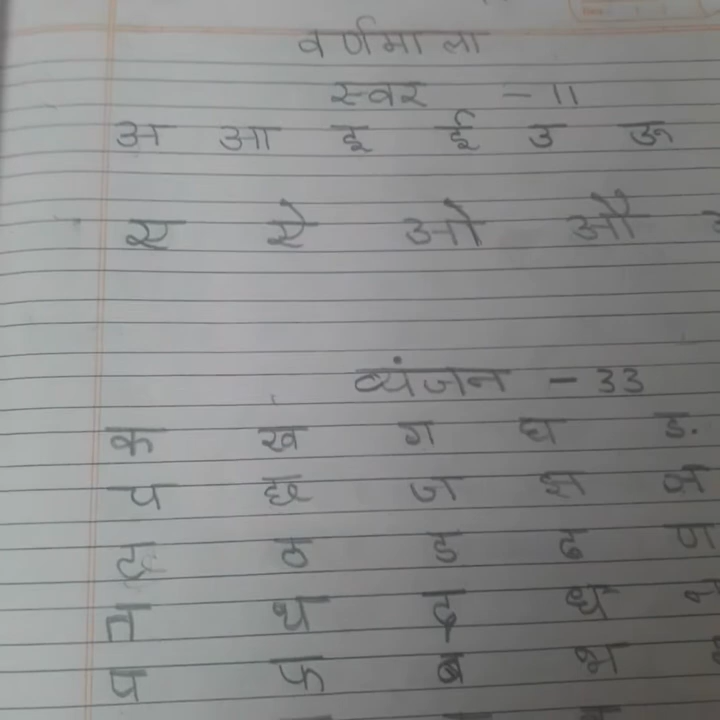 वर्णमाला
स्वर - 11
अ आ इ ई उ ऊ
ए ऐ ओ औ
व्यंजन - 33
क ख ग घ ङ
प छ ज झ ञ
ट ठ ड ढ ण
त थ द ध न
प फ ब भ